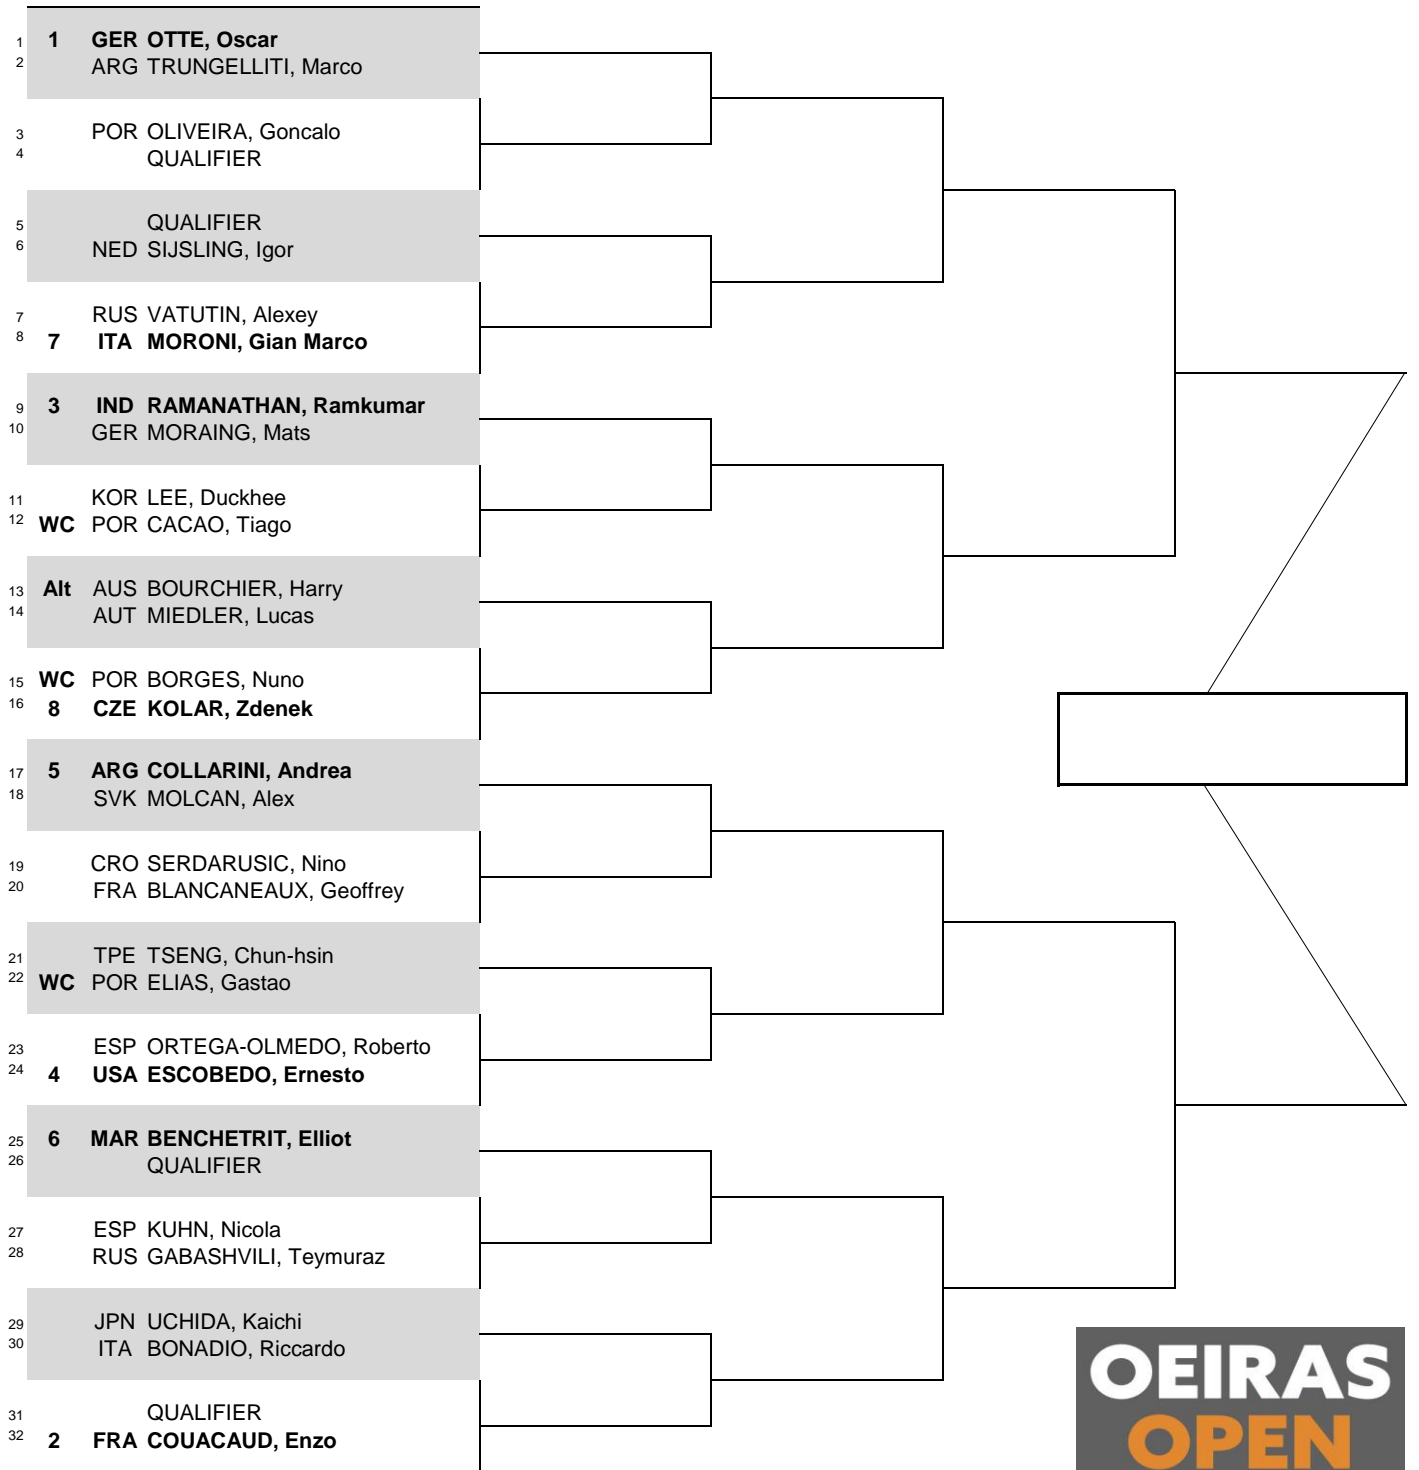 1 1 GER OTTE, Oscar
2 ARG TRUNGELLITI, Marco
3 POR OLIVEIRA, Goncalo
4 QUALIFIER
5 QUALIFIER
6 NED SIJSLING, Igor
7 RUS VATUTIN, Alexey
8 7 ITA MORONI, Gian Marco
9 3 IND RAMANATHAN, Ramkumar
10 GER MORAING, Mats
11 KOR LEE, Duckhee
12 WC POR CACAO, Tiago
13 Alt AUS BOURCHIER, Harry
14 AUT MIEDLER, Lucas
15 WC POR BORGES, Nuno
16 8 CZE KOLAR, Zdenek
17 5 ARG COLLARINI, Andrea
18 SVK MOLCAN, Alex
19 CRO SERDARUSIC, Nino
20 FRA BLANCANEAUX, Geoffrey
21 TPE TSENG, Chun-hsin
22 WC POR ELIAS, Gastao
23 ESP ORTEGA-OLMEDO, Roberto
24 4 USA ESCOBEDO, Ernesto
25 6 MAR BENCHETRIT, Elliot
26 QUALIFIER
27 ESP KUHN, Nicola
28 RUS GABASHVILI, Teymuraz
29 JPN UCHIDA, Kaichi
30 ITA BONADIO, Riccardo
31 QUALIFIER
32 2 FRA COUACAUD, Enzo
OEIRAS
OPEN